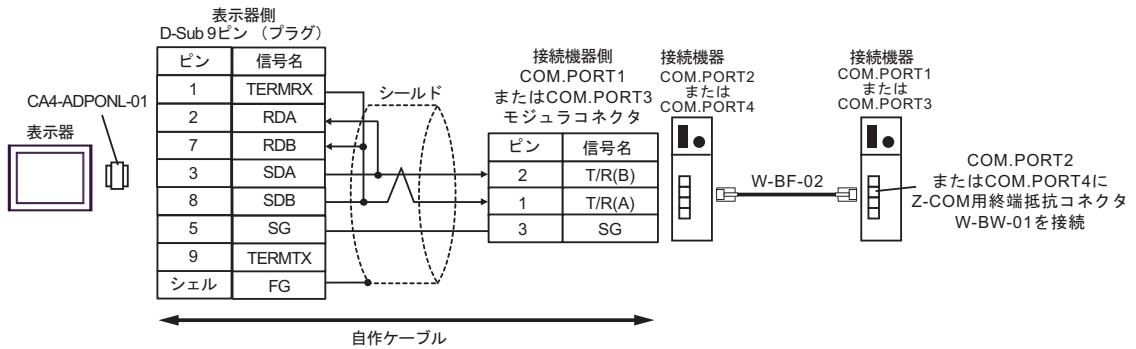 表示器側
D-Sub 9ピン （プラグ）
CA4-ADPONL-01
表示器
ピン 信号名
1 TERMRX
2 RDA
7 RDB
3 SDA
8 SDB
5 SG
9 TERMTX
シェル FG
シールド
接続機器側
COM.PORT1
またはCOM.PORT3
モジュラコネクタ
ピン 信号名
2 T/R(B)
1 T/R(A)
3 SG
接続機器
COM.PORT2
または
COM.PORT4
W-BF-02
接続機器
COM.PORT1
または
COM.PORT3
COM.PORT2
またはCOM.PORT4に
Z-COM用終端抵抗コネクタ
W-BW-01を接続
自作ケーブル